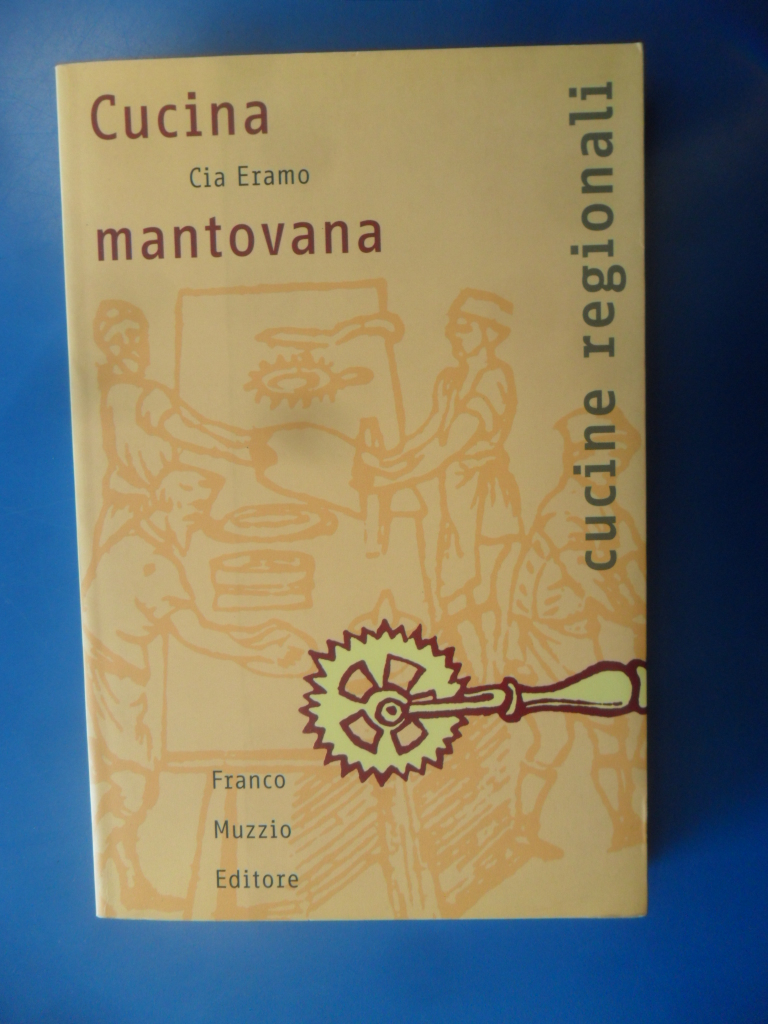 Cucina
Cia Eramo
mantovana
cucine regionali
Franco
Muzzio
Editore